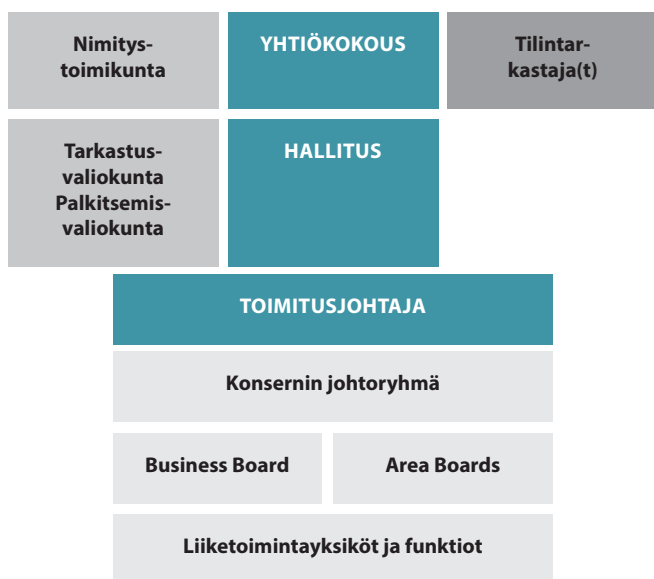 Nimitys-
toimikunta
YHTIÖKOKOUS
Tilintar-
kastaja(t)
Tarkastus-
valiokunta
Palkitsemis-
valiokunta
HALLITUS
TOIMITUSJOHTAJA
Konsernin johtoryhmä
Business Board
Area Boards
Liiketoimintayksiköt ja funktiot